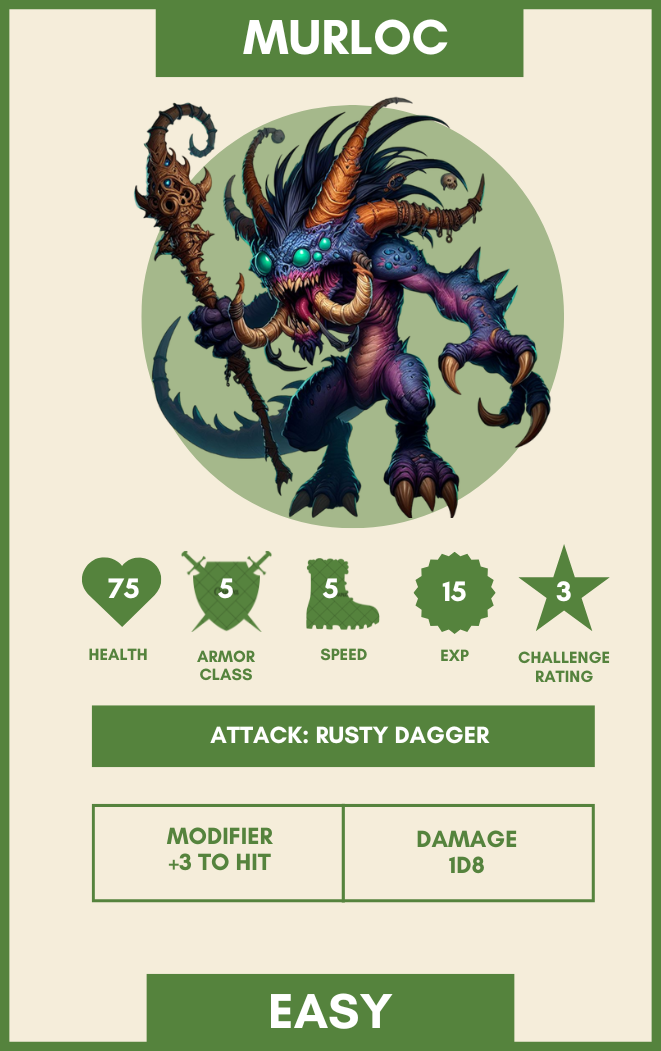 MURLOC
75
5
5
15
3
HEALTH
ARMOR
CLASS
SPEED
EXP
CHALLENGE
RATING
ATTACK: RUSTY DAGGER
MODIFIER
+3 TO HIT
DAMAGE
1D8
EASY